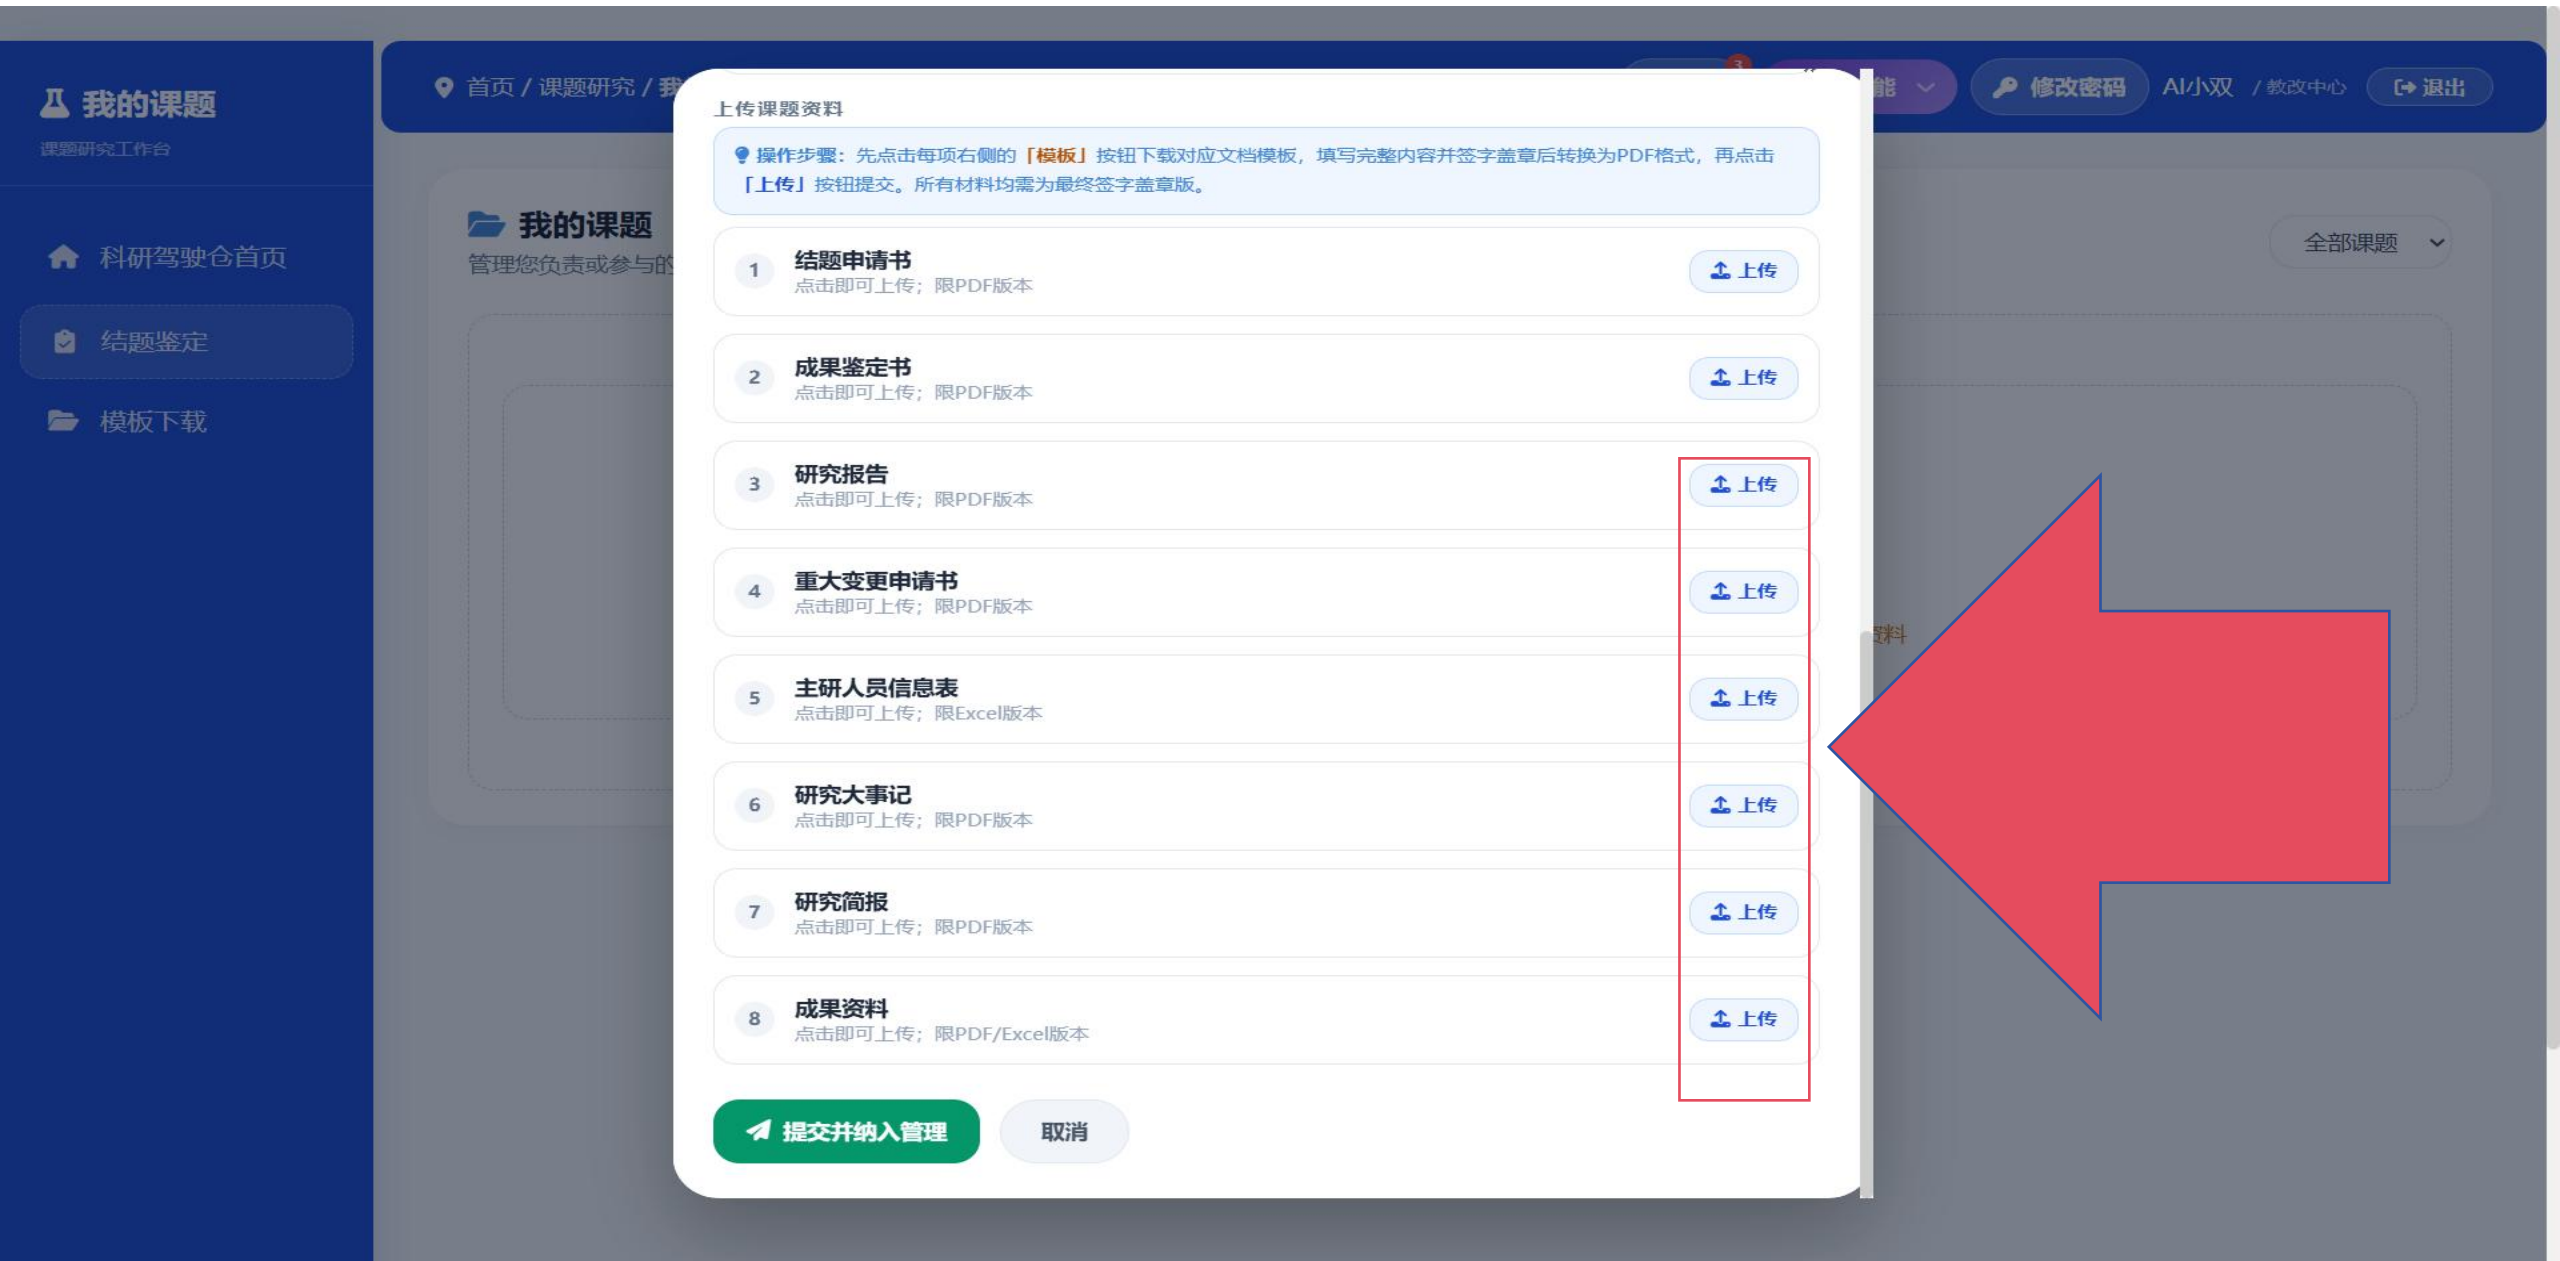 我的课题
课题研究工作台
科研驾驶仓首页
结题鉴定
模板下载
首页 / 课题研究 / 我
3
能
修改密码
AI小双 / 教改中心
退出
我的课题
管理您负责或参与的
全部课题
资料
上传课题资料
操作步骤：先点击每项右侧的「模板」按钮下载对应文档模板，填写完整内容并签字盖章后转换为PDF格式，再点击
「上传」按钮提交。所有材料均需为最终签字盖章版。
1 结题申请书
点击即可上传；限PDF版本
上传
2 成果鉴定书
点击即可上传；限PDF版本
上传
3 研究报告
点击即可上传；限PDF版本
上传
4 重大变更申请书
点击即可上传；限PDF版本
上传
5 主研人员信息表
点击即可上传；限Excel版本
上传
6 研究大事记
点击即可上传；限PDF版本
上传
7 研究简报
点击即可上传；限PDF版本
上传
8 成果资料
点击即可上传；限PDF/Excel版本
上传
提交并纳入管理
取消